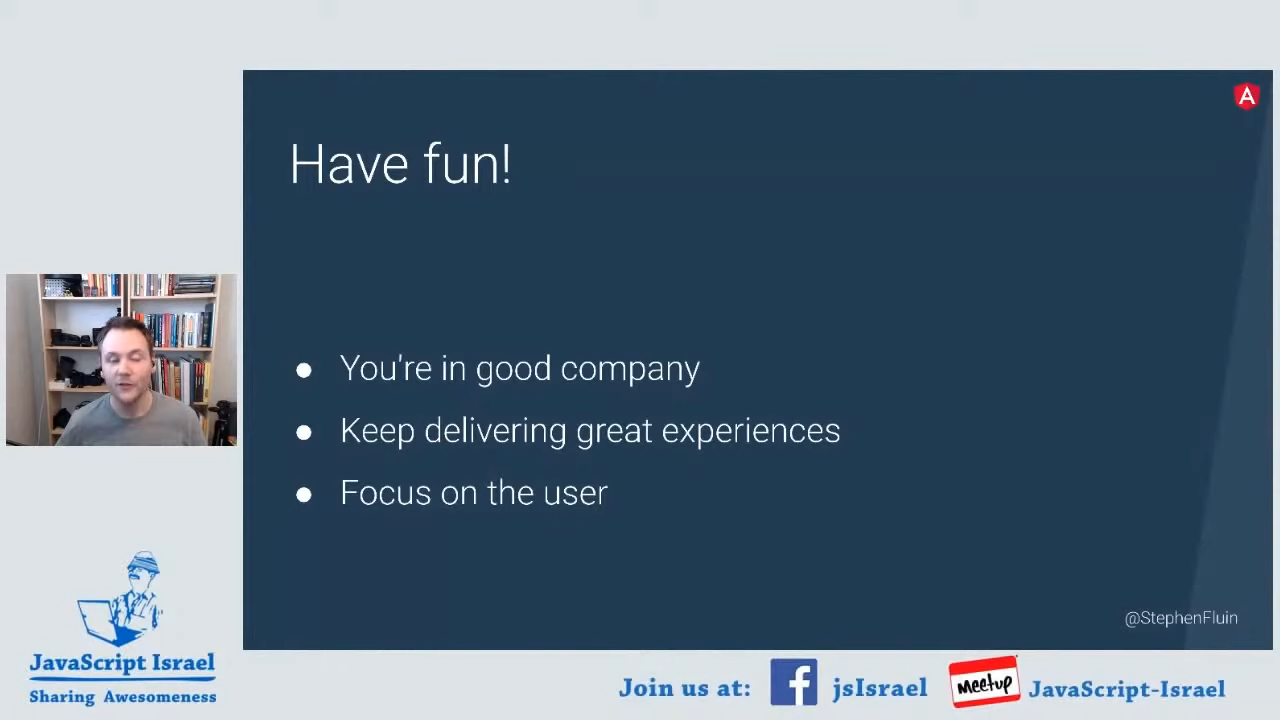 Have fun!
● You're in good company
● Keep delivering great experiences
● Focus on the user
@StephenFluin
A
JavaScript Israel
Sharing Awesomeness
Join us at: f jsIsrael Meetup JavaScript-Israel